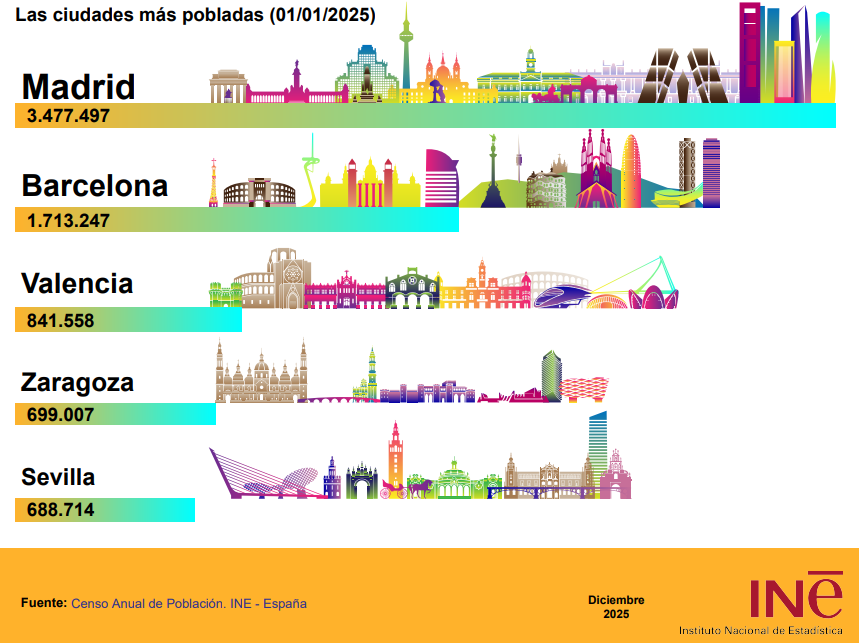 Las ciudades más pobladas (01/01/2025)
Madrid
3.477.497
Barcelona
1.713.247
Valencia
841.558
Zaragoza
699.007
Sevilla
688.714
Fuente: Censo Anual de Población. INE - España
Diciembre
2025
INe
Instituto Nacional de Estadística